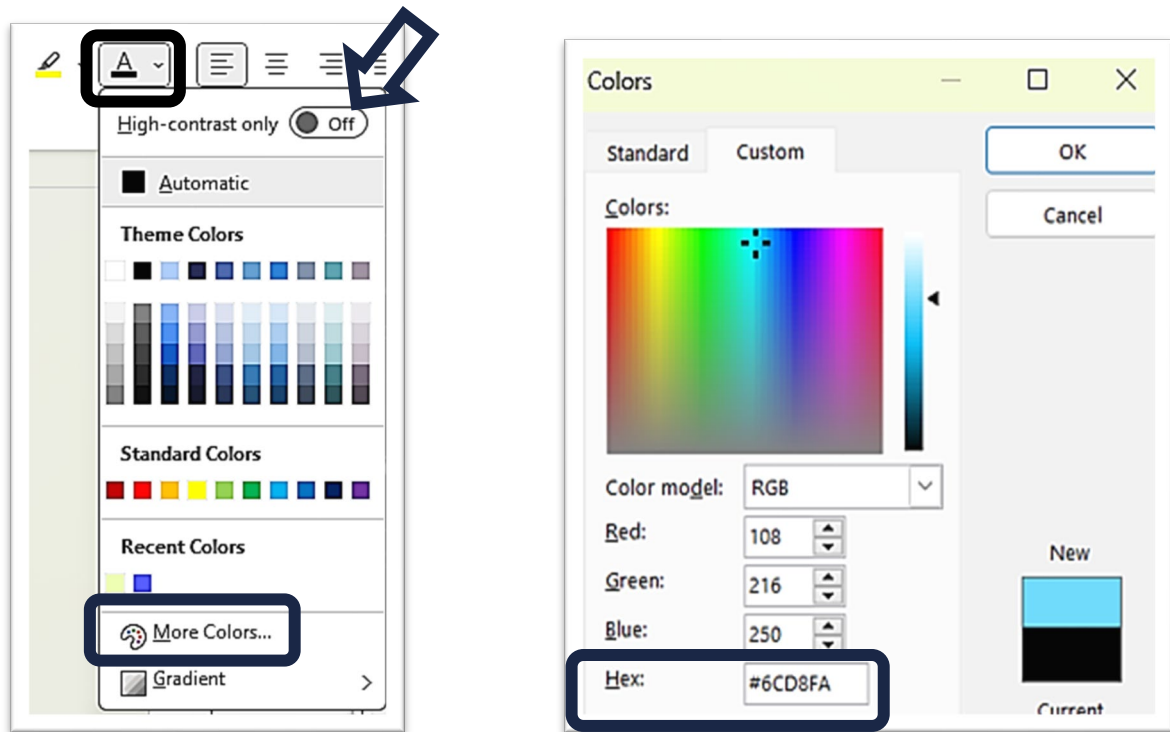 A
High-contrast only Off
Automatic
Theme Colors
Standard Colors
Recent Colors
More Colors...
Gradient
Colors
Standard Custom
OK
Cancel
Colors:
Color model: RGB
Red: 108
Green: 216
Blue: 250
Hex: #6CD8FA
New
Current